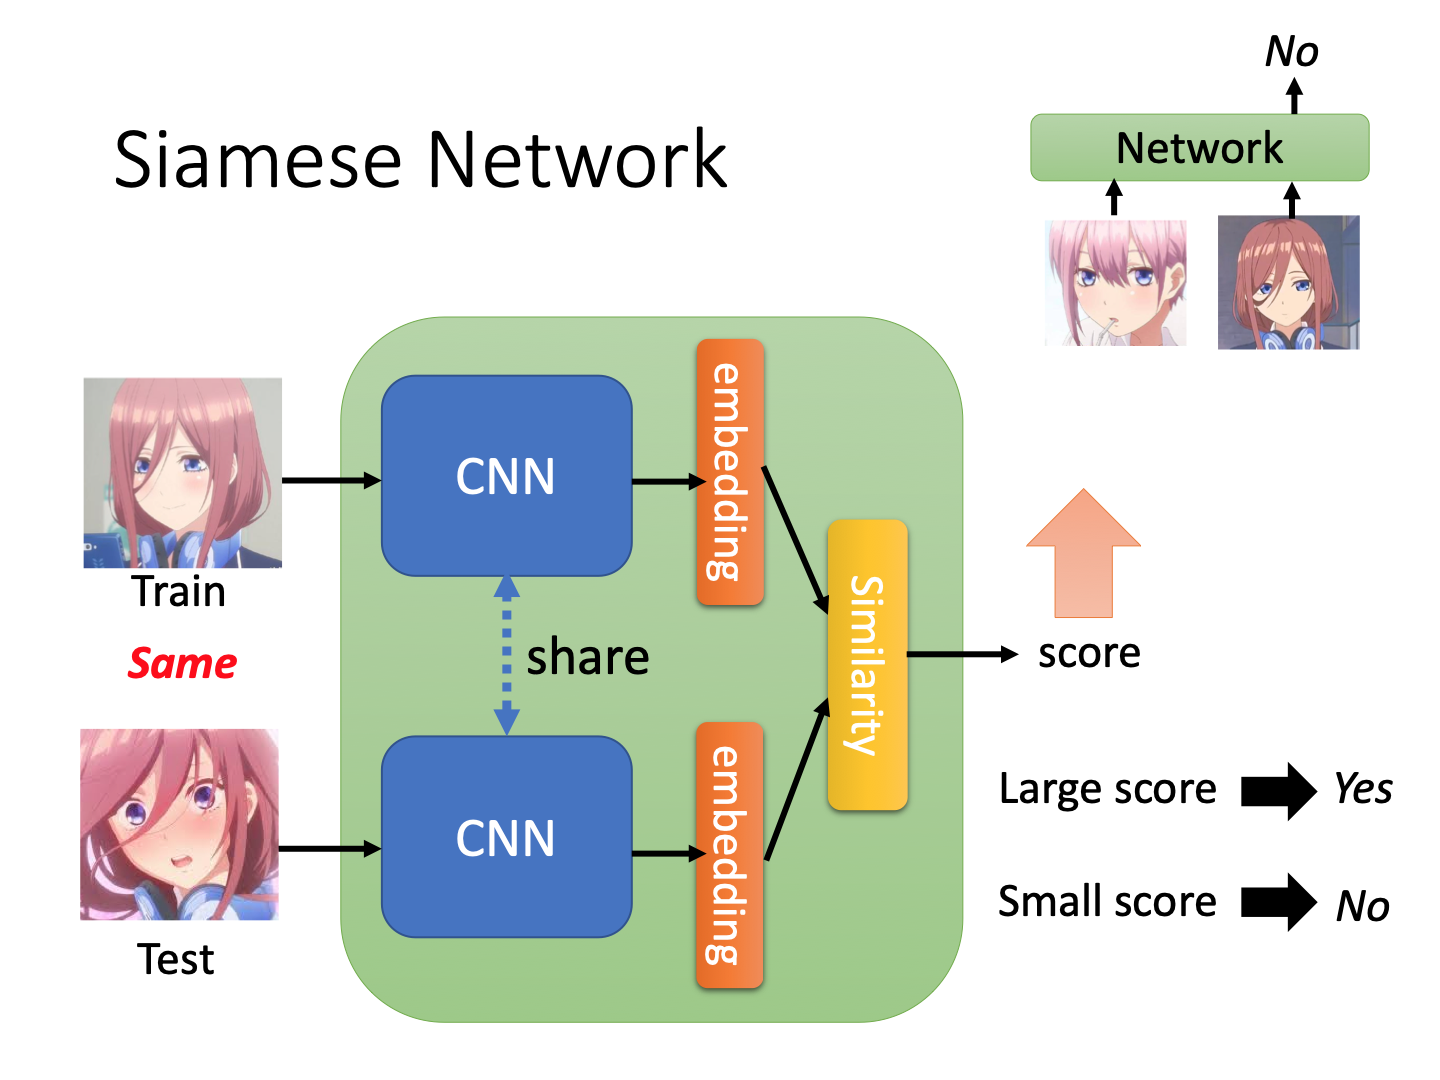 No
Network
Siamese Network
CNN
embedding
Train
Same
share
Similarity
score
Large score
Yes
CNN
embedding
Small score
No
Test